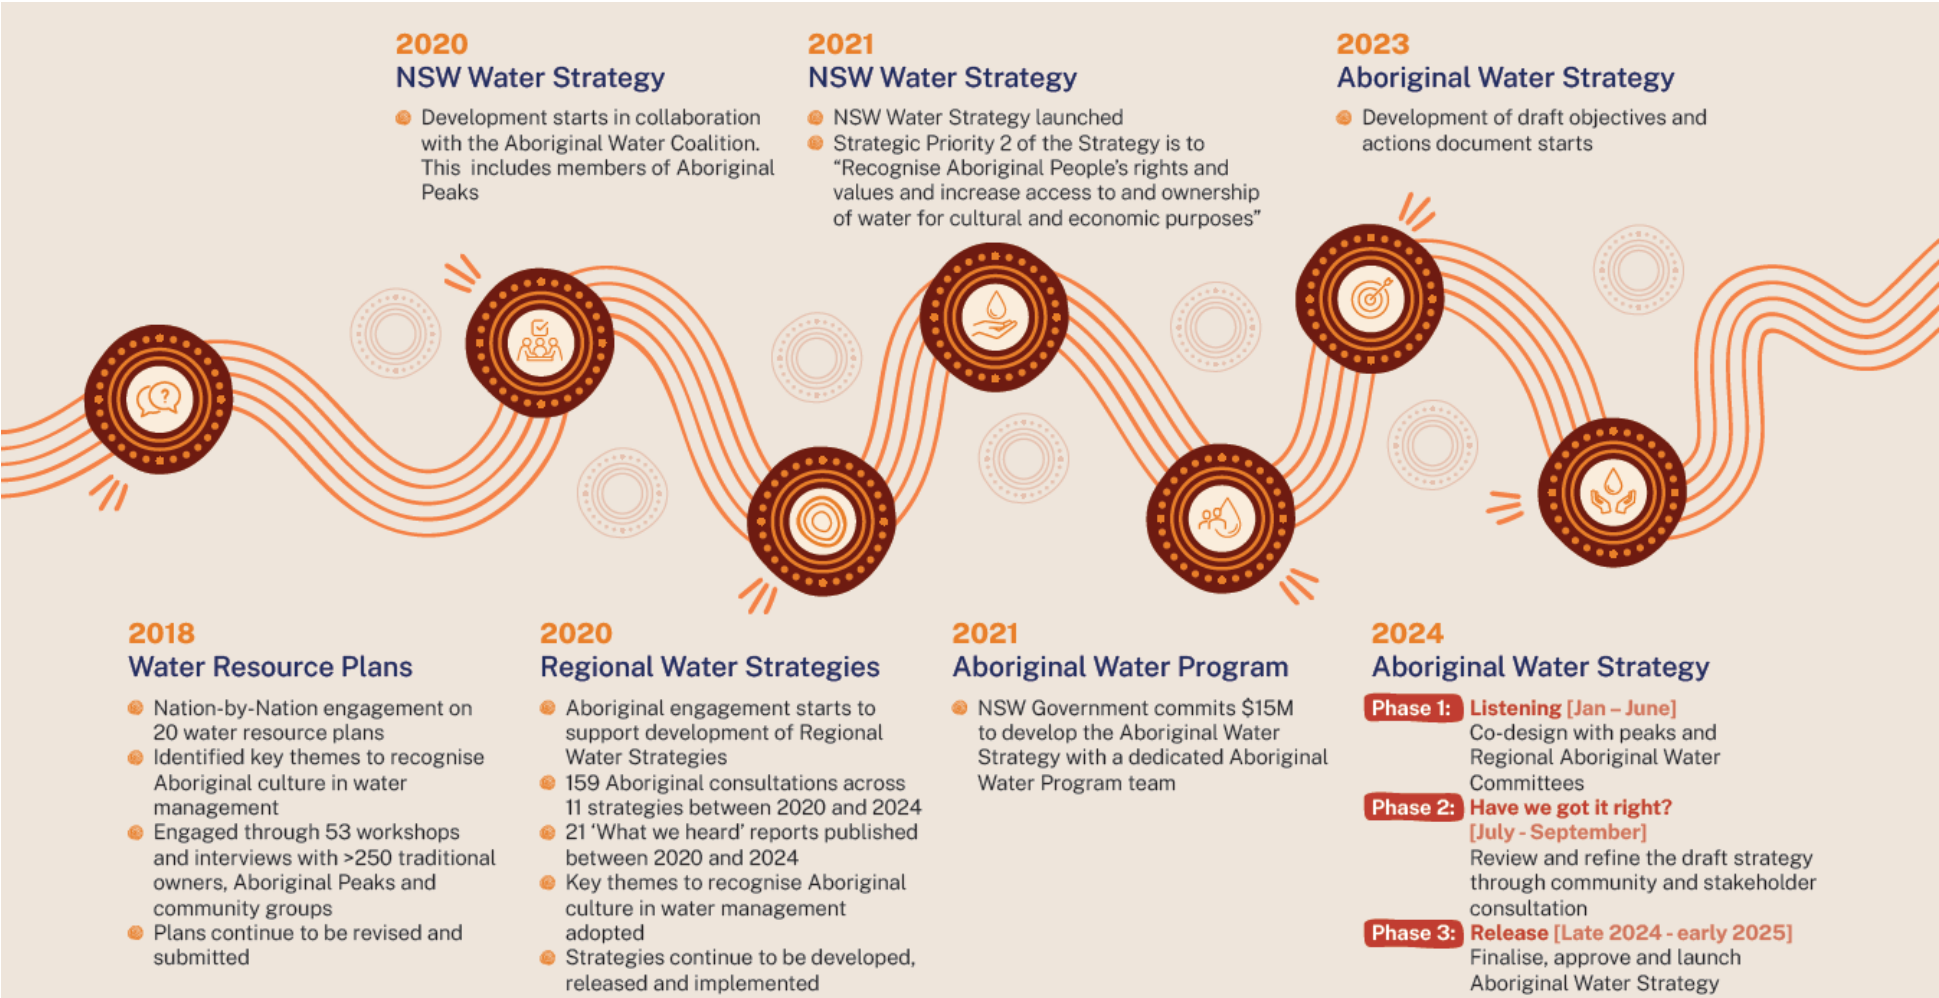 2020
NSW Water Strategy
Development starts in collaboration
with the Aboriginal Water Coalition.
This includes members of Aboriginal
Peaks
2021
NSW Water Strategy
NSW Water Strategy launched
Strategic Priority 2 of the Strategy is to
“Recognise Aboriginal People’s rights and
values and increase access to and ownership
of water for cultural and economic purposes”
2023
Aboriginal Water Strategy
Development of draft objectives and
actions document starts
?
2018
Water Resource Plans
Nation-by-Nation engagement on
20 water resource plans
Identified key themes to recognise
Aboriginal culture in water
management
Engaged through 53 workshops
and interviews with >250 traditional
owners, Aboriginal Peaks and
community groups
Plans continue to be revised and
submitted
2020
Regional Water Strategies
Aboriginal engagement starts to
support development of Regional
Water Strategies
159 Aboriginal consultations across
11 strategies between 2020 and 2024
21 ‘What we heard’ reports published
between 2020 and 2024
Key themes to recognise Aboriginal
culture in water management
adopted
Strategies continue to be developed,
released and implemented
2021
Aboriginal Water Program
NSW Government commits $15M
to develop the Aboriginal Water
Strategy with a dedicated Aboriginal
Water Program team
2024
Aboriginal Water Strategy
Phase 1: Listening [Jan – June]
Co-design with peaks and
Regional Aboriginal Water
Committees
Phase 2: Have we got it right?
[July - September]
Review and refine the draft strategy
through community and stakeholder
consultation
Phase 3: Release [Late 2024 - early 2025]
Finalise, approve and launch
Aboriginal Water Strategy